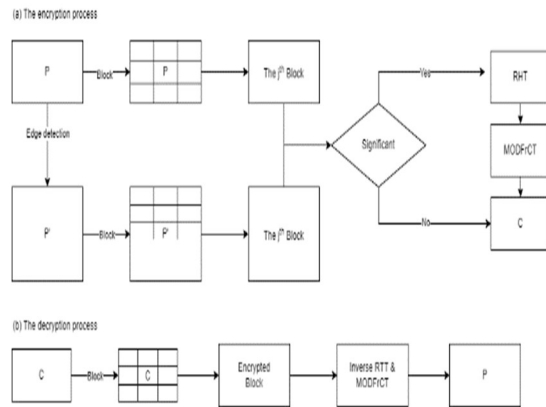 (a) The encryption process
P
Block
P
The jth Block
Yes
RHT
Edge detection
Significant
MODFrCT
P'
Block
P'
The jth Block
No
C
(b) The decryption process
C
Block
C
Encrypted
Block
Inverse RTT &
MODFrCT
P